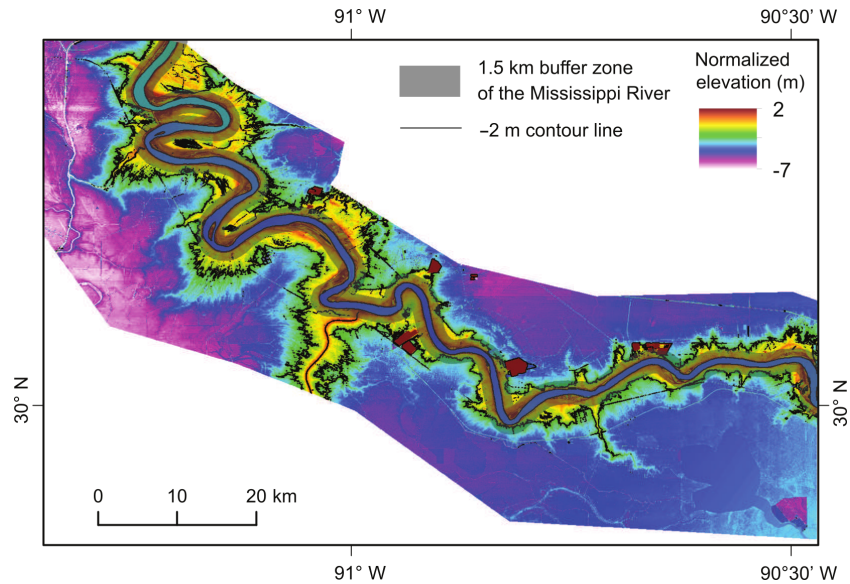 91° W
90°30’ W
1.5 km buffer zone
of the Mississippi River
–2 m contour line
Normalized
elevation (m)
2
-7
30° N
30° N
0 10 20 km
91° W
90°30’ W